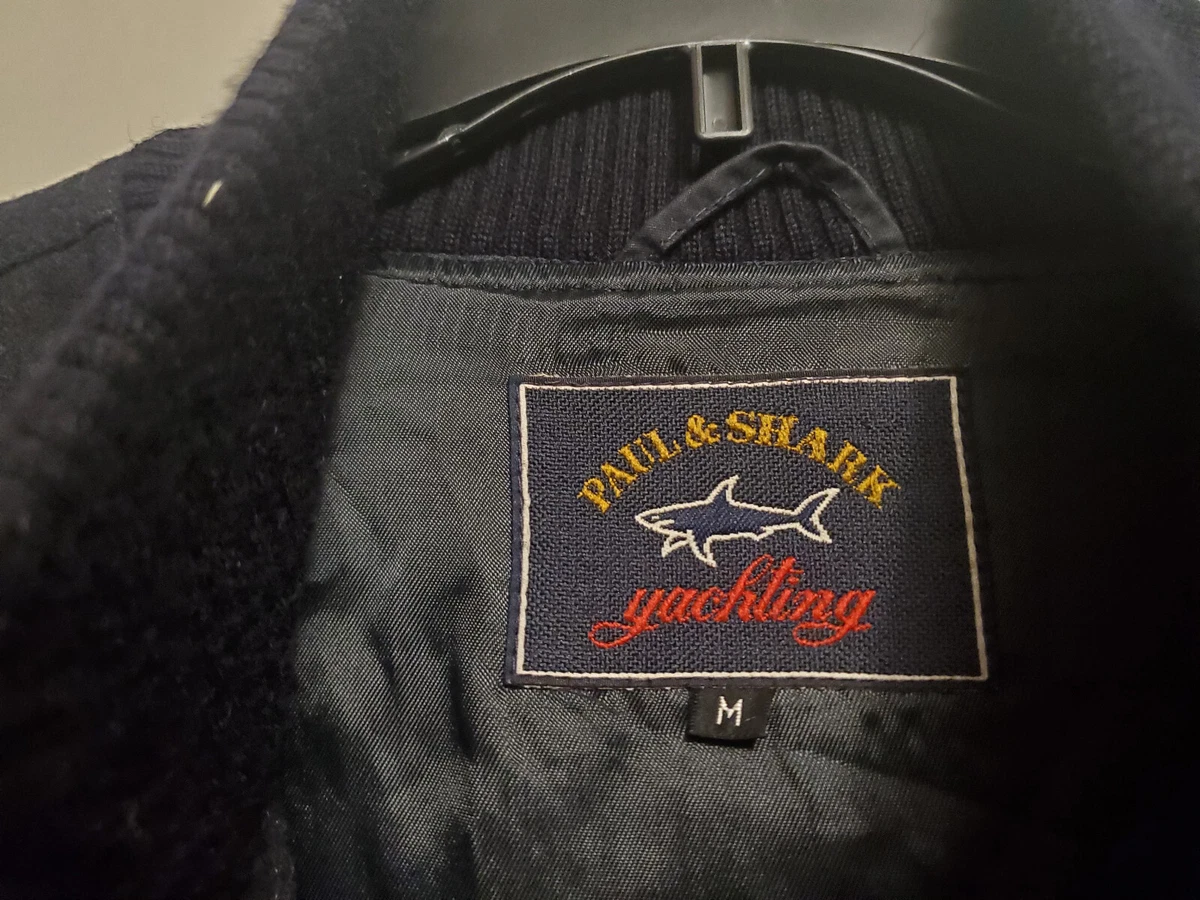 PAUL & SHARK
yachting
M